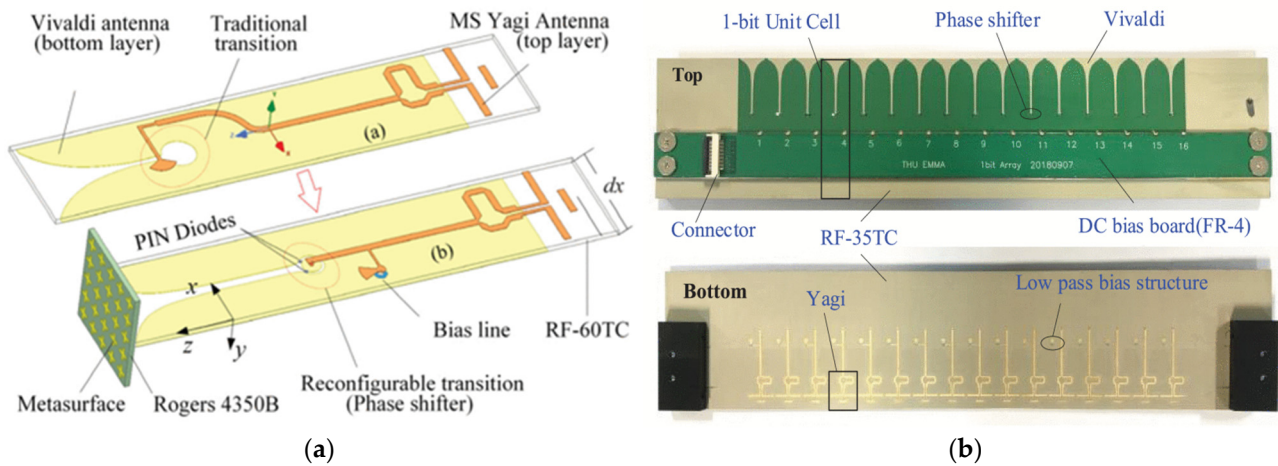 Vivaldi antenna
(bottom layer)
Traditional
transition
MS Yagi Antenna
(top layer)
(a)
dx
PIN Diodes
(b)
x
z
y
Bias line
RF-60TC
Reconfigurable transition
(Phase shifter)
Metasurface
Rogers 4350B
(a)
1-bit Unit Cell
Phase shifter
Vivaldi
Top
1 2 3 4 5 6 7 8 9 10 11 12 13 14 15 16
THU EMMA 1bit Array 20180907
Connector
RF-35TC
DC bias board(FR-4)
Bottom
Yagi
Low pass bias structure
(b)